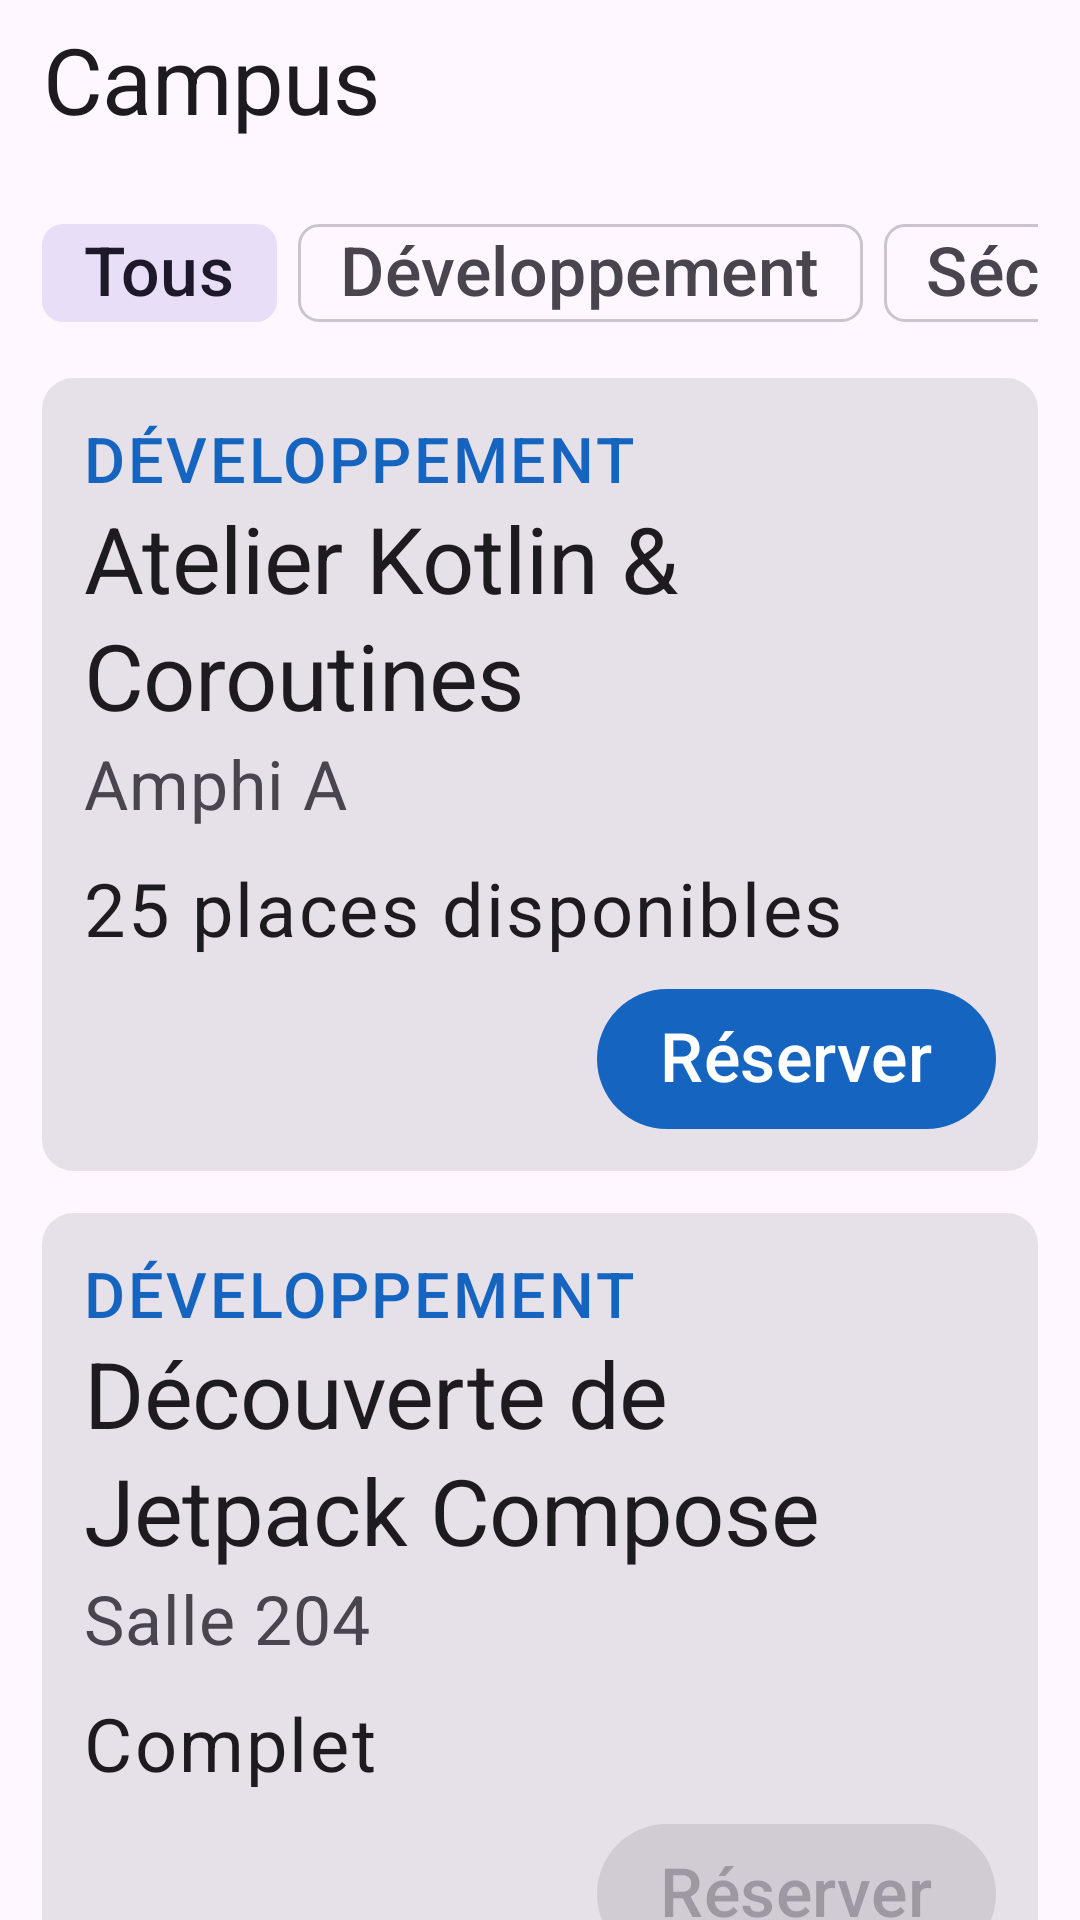 Campus
Tous
Développement
Séc
DÉVELOPPEMENT
Atelier Kotlin &
Coroutines
Amphi A
25 places disponibles
Réserver
DÉVELOPPEMENT
Découverte de
Jetpack Compose
Salle 204
Complet
Réserver